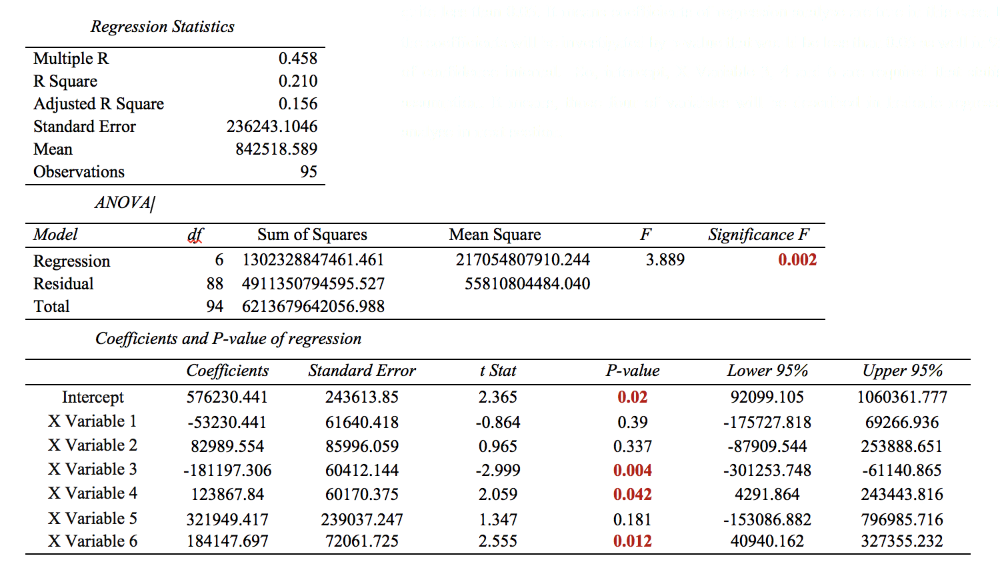 Regression Statistics
Multiple R 0.458
R Square 0.210
Adjusted R Square 0.156
Standard Error 236243.1046
Mean 842518.589
Observations 95
ANOVA
Model df Sum of Squares Mean Square F Significance F
Regression 6 1302328847461.461 217054807910.244 3.889 0.002
Residual 88 4911350794595.527 55810804484.040
Total 94 6213679642056.988
Coefficients and P-value of regression
Coefficients Standard Error t Stat P-value Lower 95% Upper 95%
Intercept 576230.441 243613.85 2.365 0.02 92099.105 1060361.777
X Variable 1 -53230.441 61640.418 -0.864 0.39 -175727.818 69266.936
X Variable 2 82989.554 85996.059 0.965 0.337 -87909.544 253888.651
X Variable 3 -181197.306 60412.144 -2.999 0.004 -301253.748 -61140.865
X Variable 4 123867.84 60170.375 2.059 0.042 4291.864 243443.816
X Variable 5 321949.417 239037.247 1.347 0.181 -153086.882 796985.716
X Variable 6 184147.697 72061.725 2.555 0.012 40940.162 327355.232